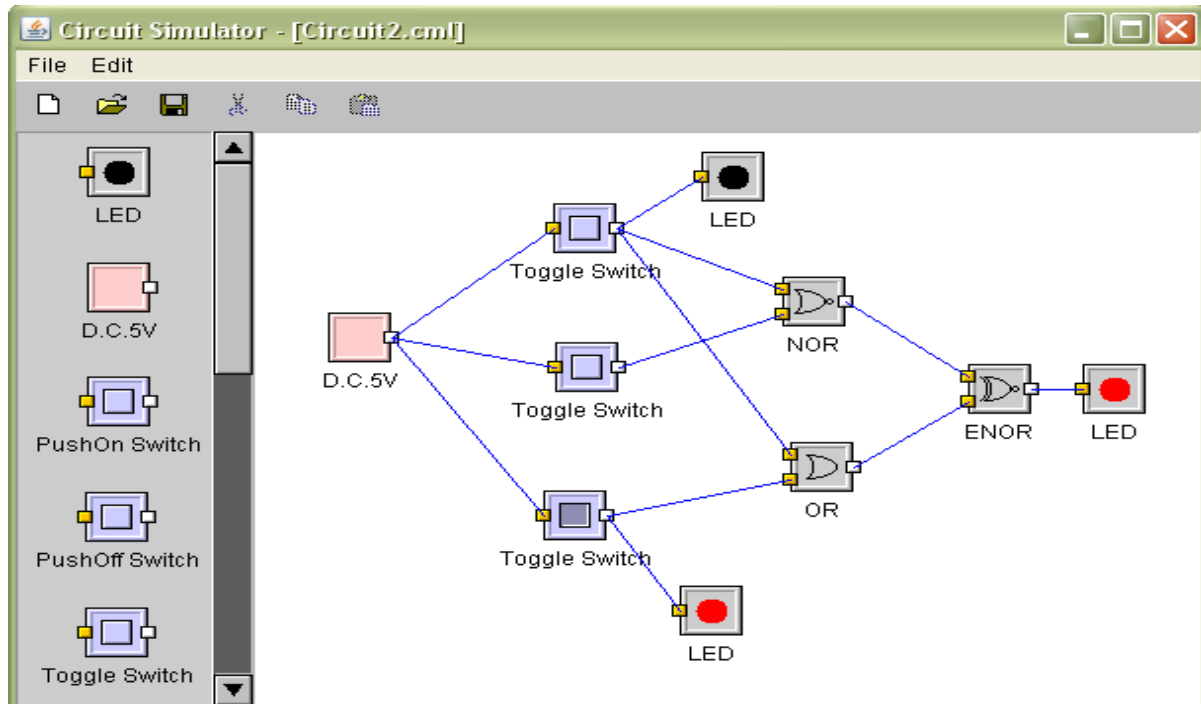 Circuit Simulator - [Circuit2.cml]
File Edit
LED
D.C.5V
PushOn Switch
PushOff Switch
Toggle Switch
LED
Toggle Switch
NOR
D.C.5V
Toggle Switch
ENOR LED
OR
Toggle Switch
LED